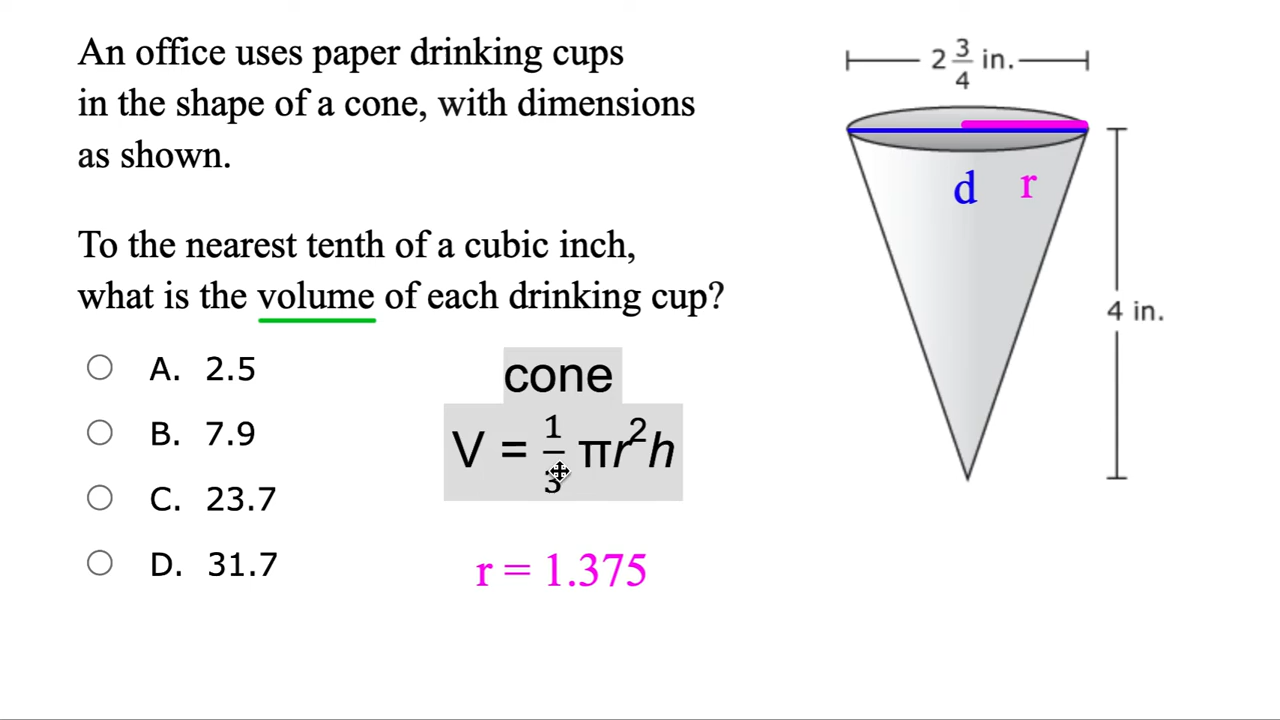 An office uses paper drinking cups
in the shape of a cone, with dimensions
as shown.
To the nearest tenth of a cubic inch,
what is the volume of each drinking cup?
A. 2.5
B. 7.9
C. 23.7
D. 31.7
cone
V = 1/3 πr²h
r = 1.375
2 3/4 in.
d r
4 in.